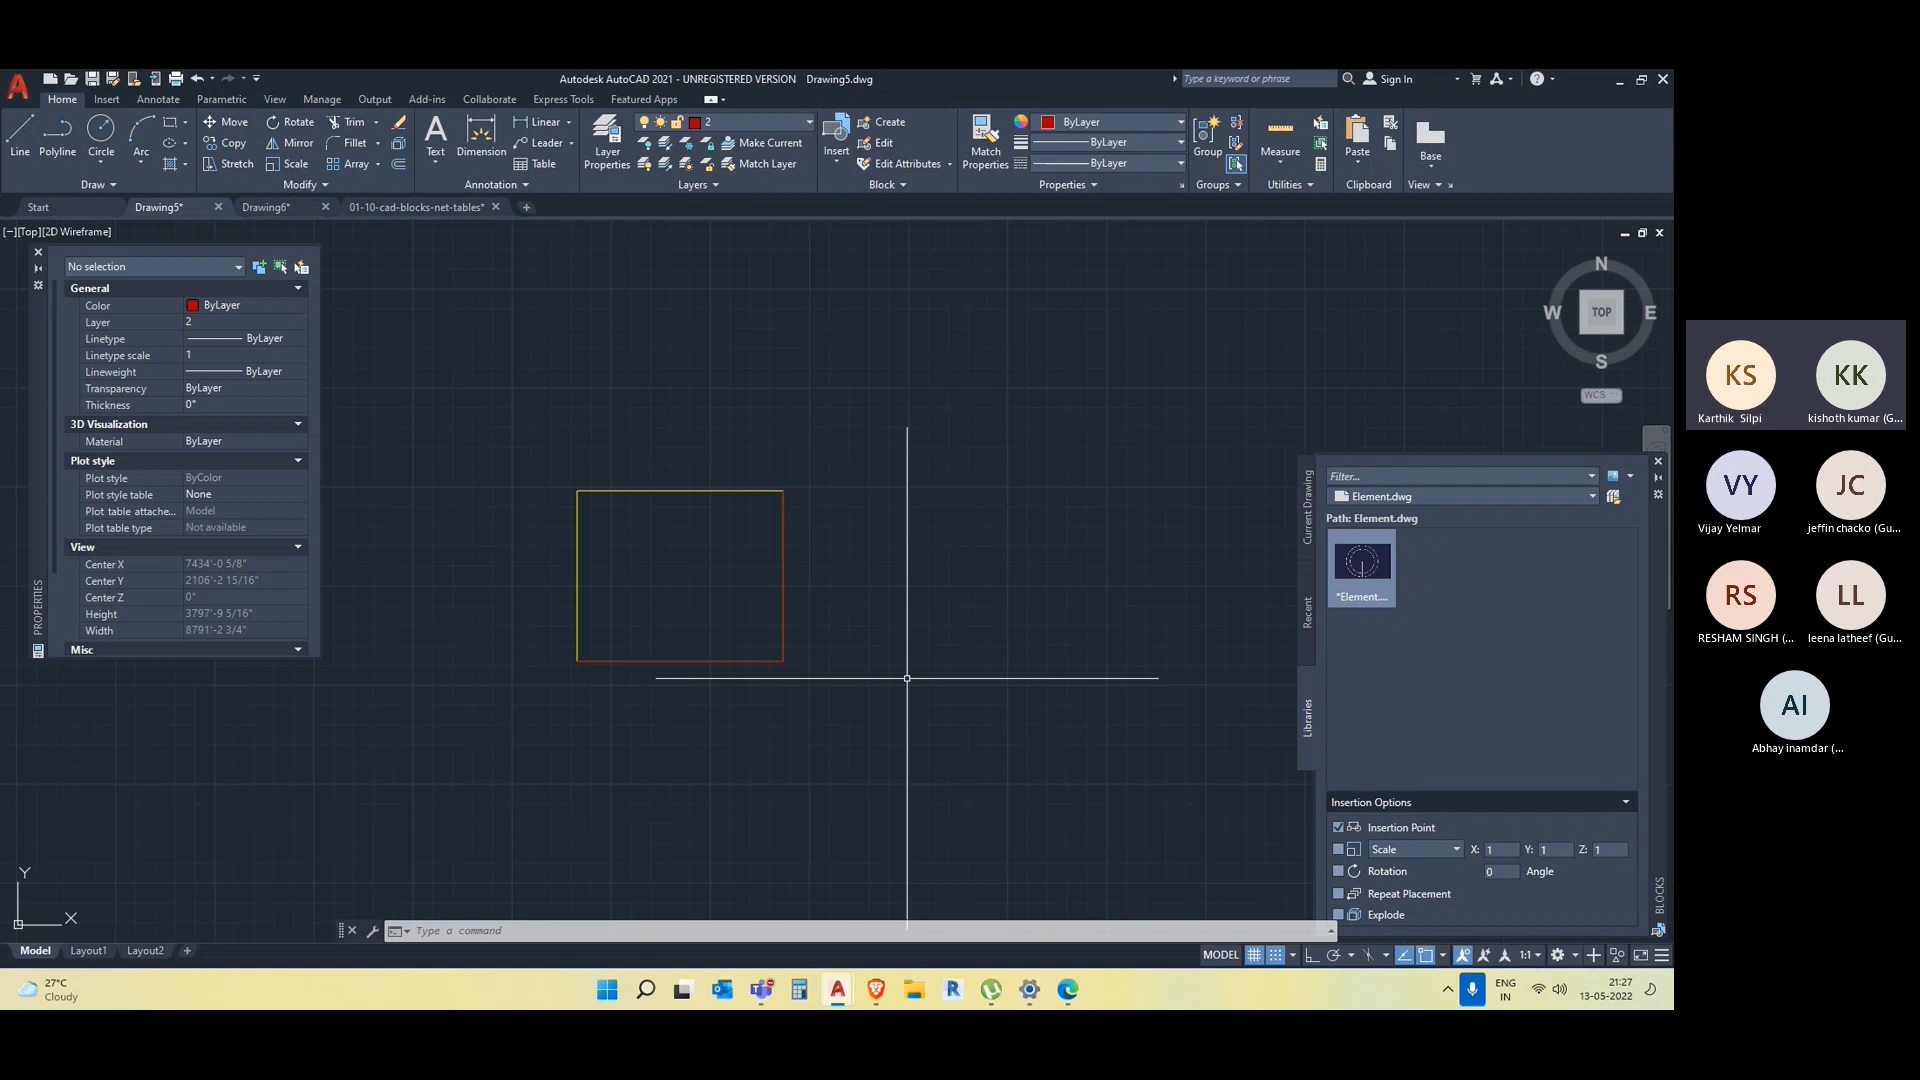 Autodesk AutoCAD 2021 - UNREGISTERED VERSION Drawing5.dwg
Type a keyword or phrase
Sign In
Home Insert Annotate Parametric View Manage Output Add-ins Collaborate Express Tools Featured Apps
Line Polyline Circle Arc
Move Rotate Trim
Copy Mirror Fillet
Stretch Scale Array
Text Dimension
Linear
Leader
Table
Layer Properties
2
Make Current
Match Layer
Insert
Create
Edit
Edit Attributes
Match Properties
ByLayer
ByLayer
ByLayer
Group
Measure
Paste
Base
Draw Modify Annotation Layers Block Properties Groups Utilities Clipboard View
Start Drawing5* Drawing6* 01-10-cad-blocks-net-tables*
[−][Top][2D Wireframe]
No selection
General
Color ByLayer
Layer 2
Linetype ByLayer
Linetype scale 1
Lineweight ByLayer
Transparency ByLayer
Thickness 0"
3D Visualization
Material ByLayer
Plot style
Plot style ByColor
Plot style table None
Plot table attache... Model
Plot table type Not available
View
Center X 7434'-0 5/8"
Center Y 2106'-2 15/16"
Center Z 0"
Height 3797'-9 5/16"
Width 8791'-2 3/4"
Misc
PROPERTIES
N
W TOP E
S
WCS
Filter...
Element.dwg
Path: Element.dwg
*Element....
Current Drawing
Recent
Libraries
Insertion Options
Insertion Point
Scale X: 1 Y: 1 Z: 1
Rotation 0 Angle
Repeat Placement
Explode
BLOCKS
Y
X
Type a command
Model Layout1 Layout2
MODEL 1:1
27°C
Cloudy
ENG
IN
21:27
13-05-2022
KS KK
Karthik Silpi kishoth kumar (G...
VY JC
Vijay Yelmar jeffin chacko (Gu...
RS LL
RESHAM SINGH (... leena latheef (Gu...
AI
Abhay inamdar (...